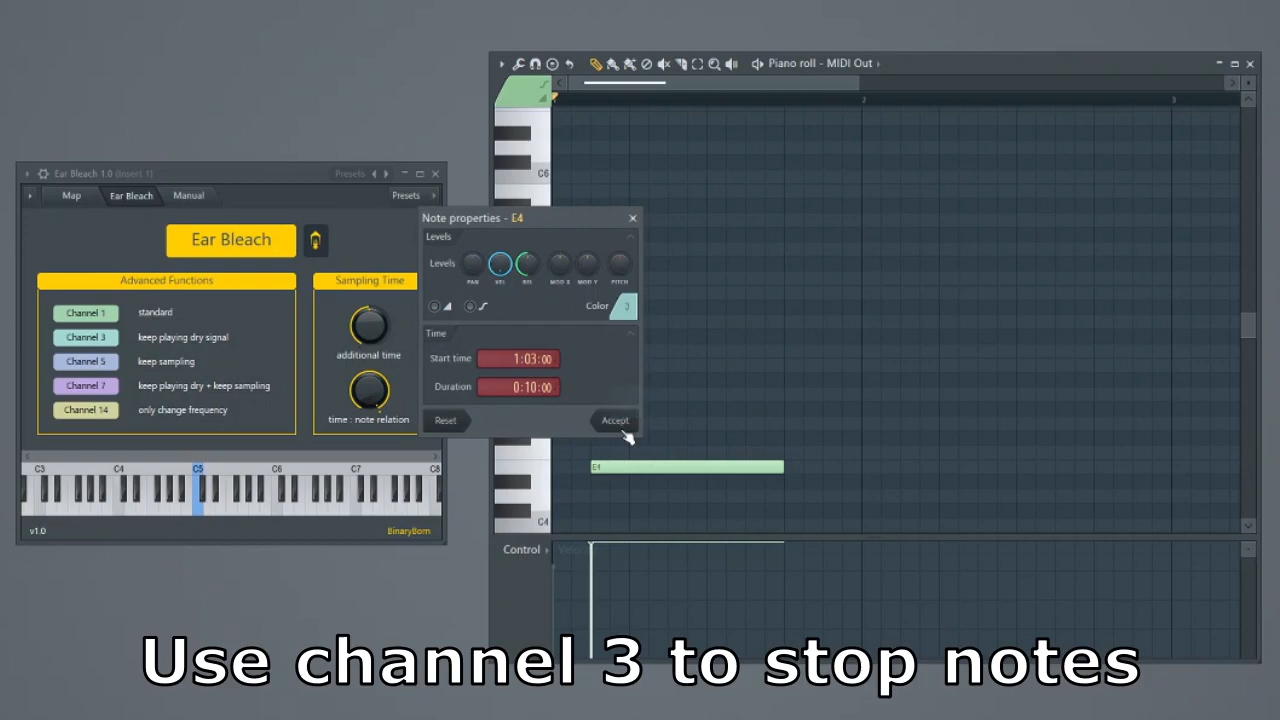 Piano roll - MIDI Out
2
3
C6
Ear Bleach 1.0 (Insert 1)
Presets
Map
Ear Bleach
Manual
Presets
Ear Bleach
Advanced Functions
Channel 1 standard
Channel 3 keep playing dry signal
Channel 5 keep sampling
Channel 7 keep playing dry + keep sampling
Channel 14 only change frequency
Sampling Time
additional time
time : note relation
C3 C4 C5 C6 C7 C8
v1.0
BinaryBorn
Note properties - E4
Levels
Levels
PAN VEL REL MOD X MOD Y PITCH
Color 3
Time
Start time 1:03:00
Duration 0:10:00
Reset
Accept
E4
C4
Control
Velocity
Use channel 3 to stop notes